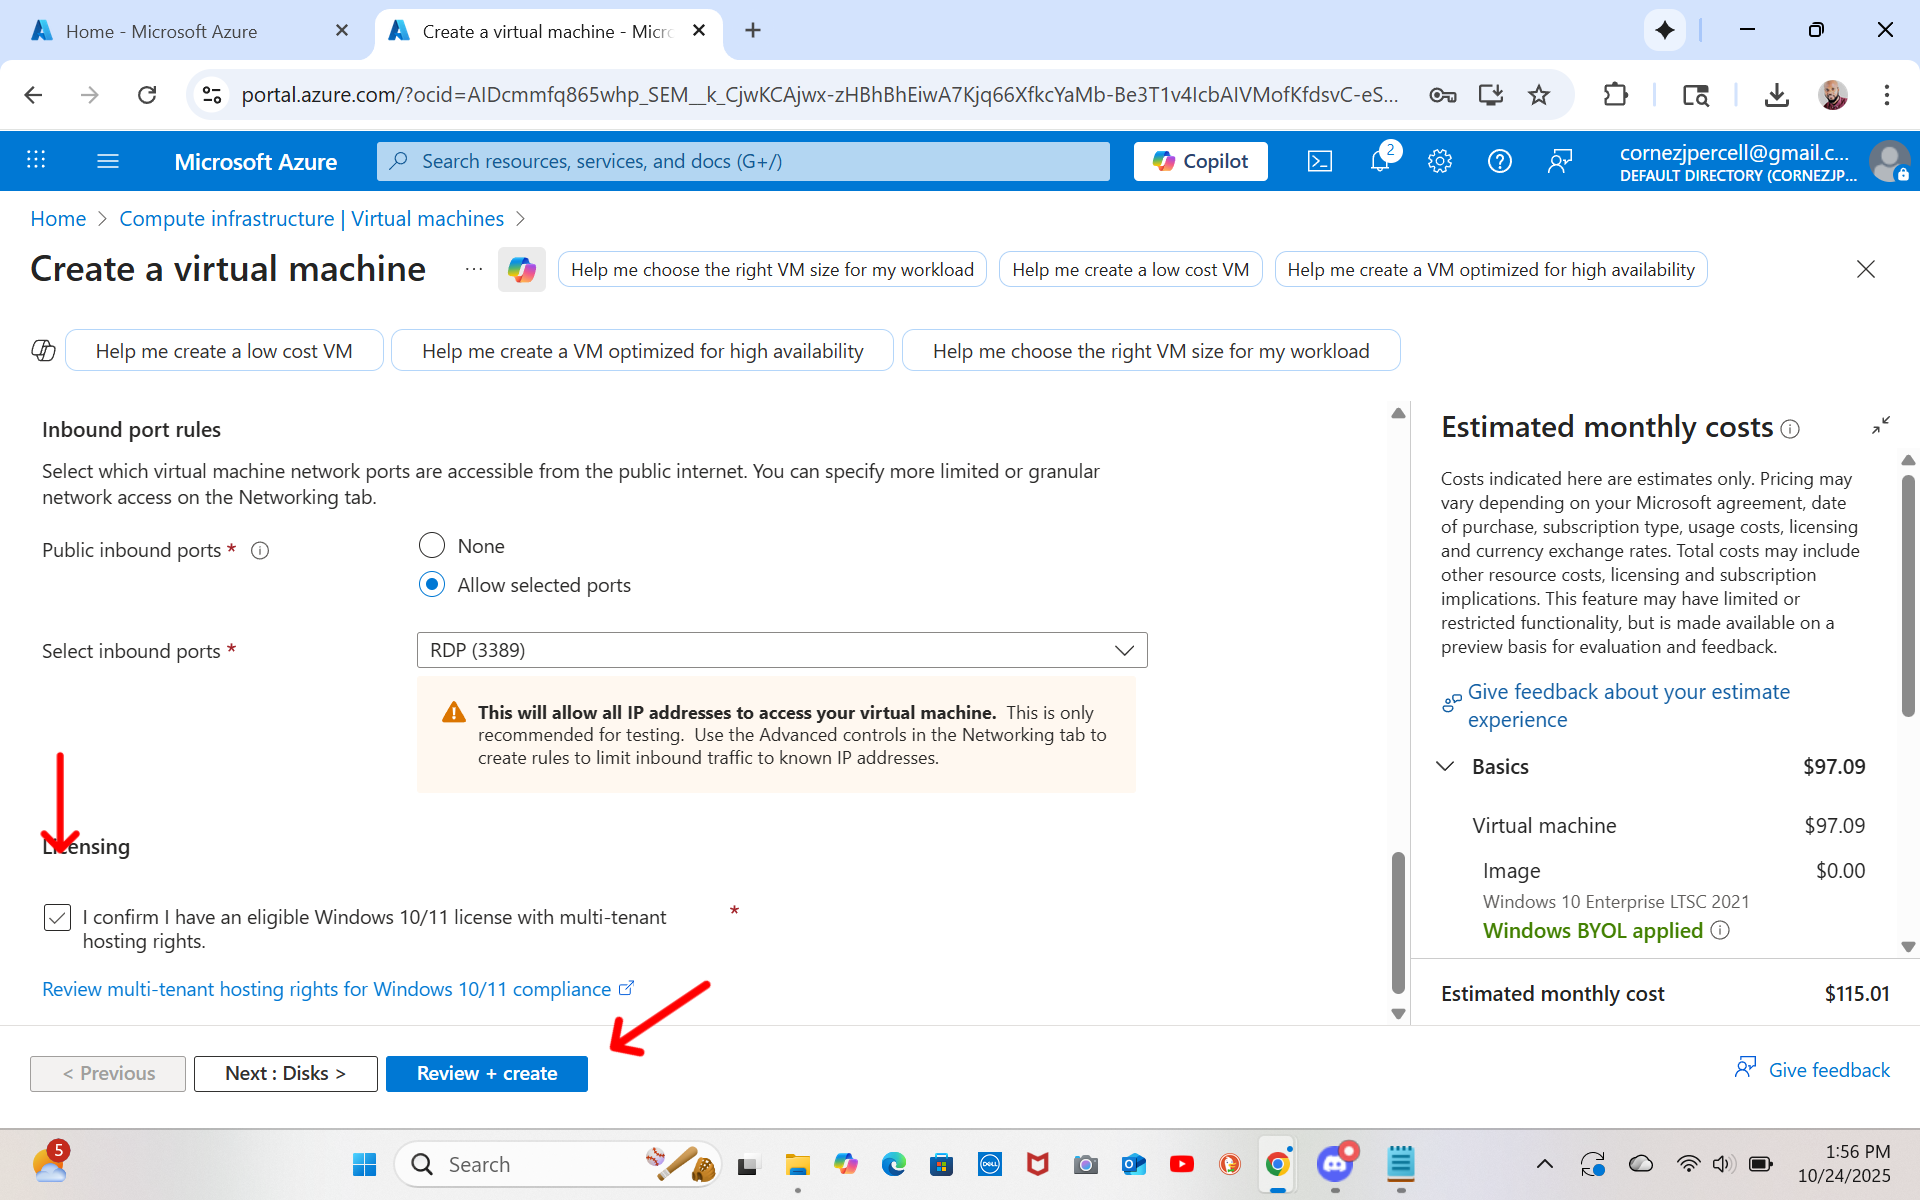 Home - Microsoft Azure
Create a virtual machine - Micr
portal.azure.com/?ocid=AIDcmmfq865whp_SEM__k_CjwKCAjwx-zHBhBhEiwA7Kjq66XfkcYaMb-Be3T1v4IcbAIVMofKfdsvC-eS...
Microsoft Azure
Search resources, services, and docs (G+/)
Copilot
2
cornezjpercell@gmail.c...
DEFAULT DIRECTORY (CORNEZJP...
Home > Compute infrastructure | Virtual machines >
Create a virtual machine ...
Help me choose the right VM size for my workload
Help me create a low cost VM
Help me create a VM optimized for high availability
Help me create a low cost VM
Help me create a VM optimized for high availability
Help me choose the right VM size for my workload
Inbound port rules
Select which virtual machine network ports are accessible from the public internet. You can specify more limited or granular
network access on the Networking tab.
Public inbound ports *
None
Allow selected ports
Select inbound ports *
RDP (3389)
This will allow all IP addresses to access your virtual machine. This is only
recommended for testing. Use the Advanced controls in the Networking tab to
create rules to limit inbound traffic to known IP addresses.
Licensing
I confirm I have an eligible Windows 10/11 license with multi-tenant *
hosting rights.
Review multi-tenant hosting rights for Windows 10/11 compliance
< Previous
Next : Disks >
Review + create
Estimated monthly costs
Costs indicated here are estimates only. Pricing may
vary depending on your Microsoft agreement, date
of purchase, subscription type, usage costs, licensing
and currency exchange rates. Total costs may include
other resource costs, licensing and subscription
implications. This feature may have limited or
restricted functionality, but is made available on a
preview basis for evaluation and feedback.
Give feedback about your estimate
experience
Basics $97.09
Virtual machine $97.09
Image $0.00
Windows 10 Enterprise LTSC 2021
Windows BYOL applied
Estimated monthly cost $115.01
Give feedback
5
Search
DELL
1:56 PM
10/24/2025